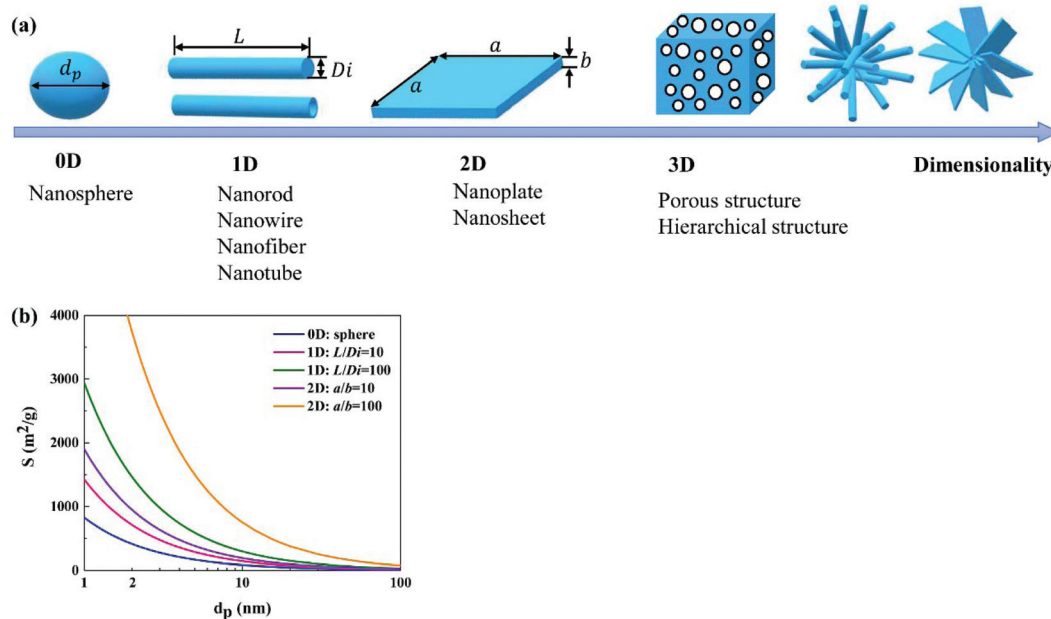 (a)
d_p
L
Di
a
a
b
0D
Nanosphere
1D
Nanorod
Nanowire
Nanofiber
Nanotube
2D
Nanoplate
Nanosheet
3D
Porous structure
Hierarchical structure
Dimensionality
(b)
4000
3000
2000
1000
0
S (m²/g)
0D: sphere
1D: L/Di=10
1D: L/Di=100
2D: a/b=10
2D: a/b=100
1
2
10
100
d_p (nm)